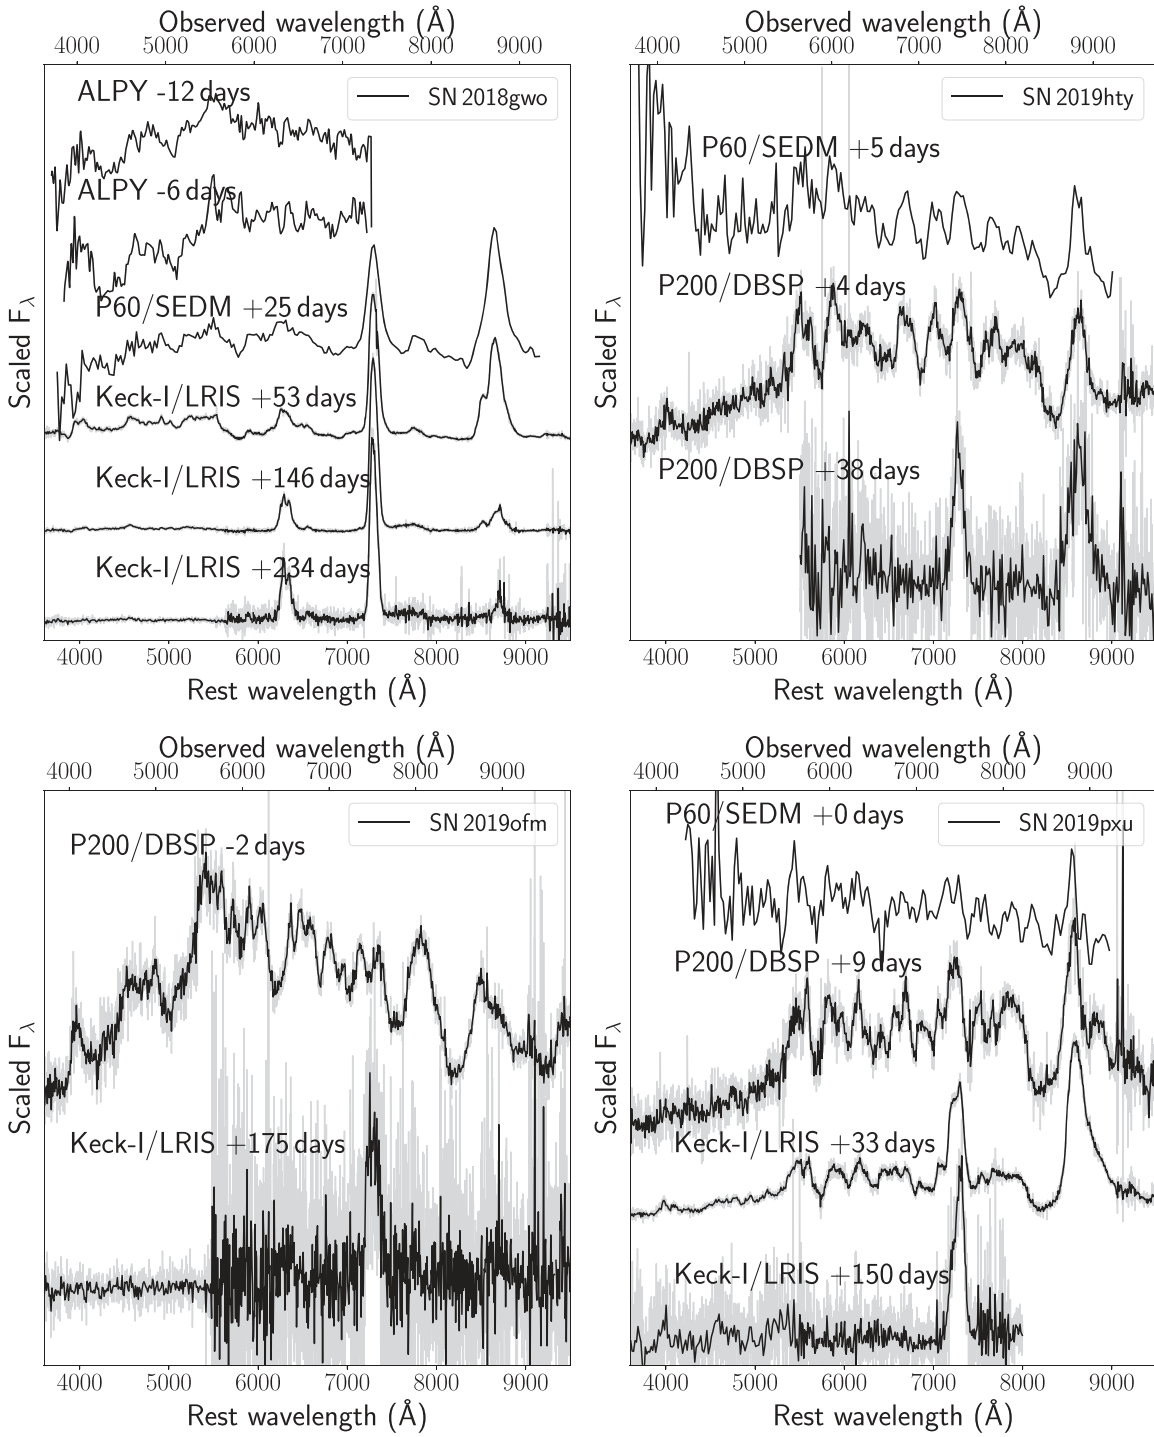 Observed wavelength (Å)
4000 5000 6000 7000 8000 9000
SN 2018gwo
ALPY -12 days
ALPY -6 days
P60/SEDM +25 days
Keck-I/LRIS +53 days
Keck-I/LRIS +146 days
Keck-I/LRIS +234 days
Scaled Fλ
4000 5000 6000 7000 8000 9000
Rest wavelength (Å)
Observed wavelength (Å)
4000 5000 6000 7000 8000 9000
SN 2019hty
P60/SEDM +5 days
P200/DBSP +4 days
P200/DBSP +38 days
Scaled Fλ
4000 5000 6000 7000 8000 9000
Rest wavelength (Å)
Observed wavelength (Å)
4000 5000 6000 7000 8000 9000
SN 2019ofm
P200/DBSP -2 days
Keck-I/LRIS +175 days
Scaled Fλ
4000 5000 6000 7000 8000 9000
Rest wavelength (Å)
Observed wavelength (Å)
4000 5000 6000 7000 8000 9000
SN 2019pxu
P60/SEDM +0 days
P200/DBSP +9 days
Keck-I/LRIS +33 days
Keck-I/LRIS +150 days
Scaled Fλ
4000 5000 6000 7000 8000 9000
Rest wavelength (Å)